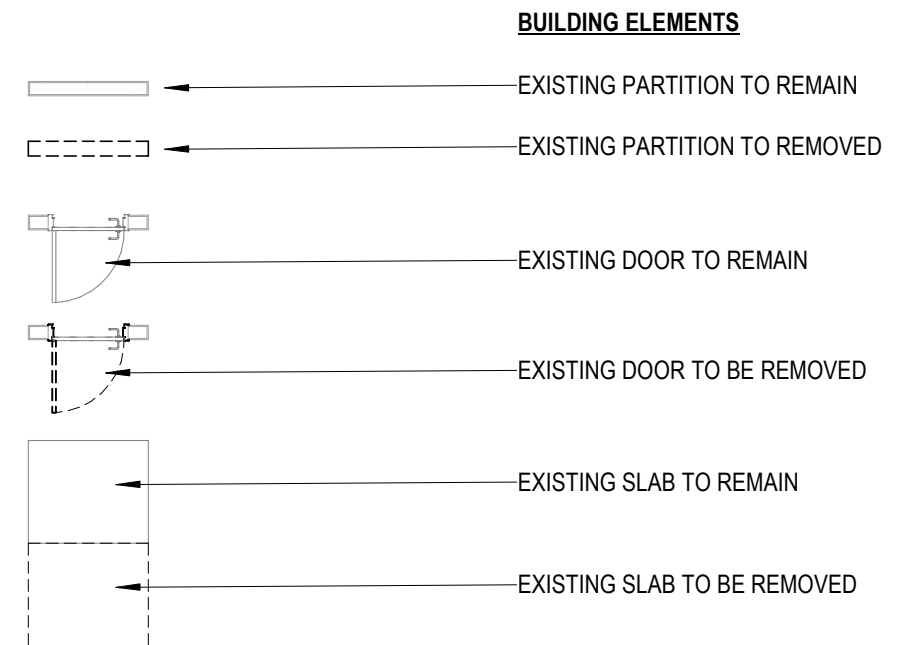 BUILDING ELEMENTS
EXISTING PARTITION TO REMAIN
EXISTING PARTITION TO REMOVED
EXISTING DOOR TO REMAIN
EXISTING DOOR TO BE REMOVED
EXISTING SLAB TO REMAIN
EXISTING SLAB TO BE REMOVED